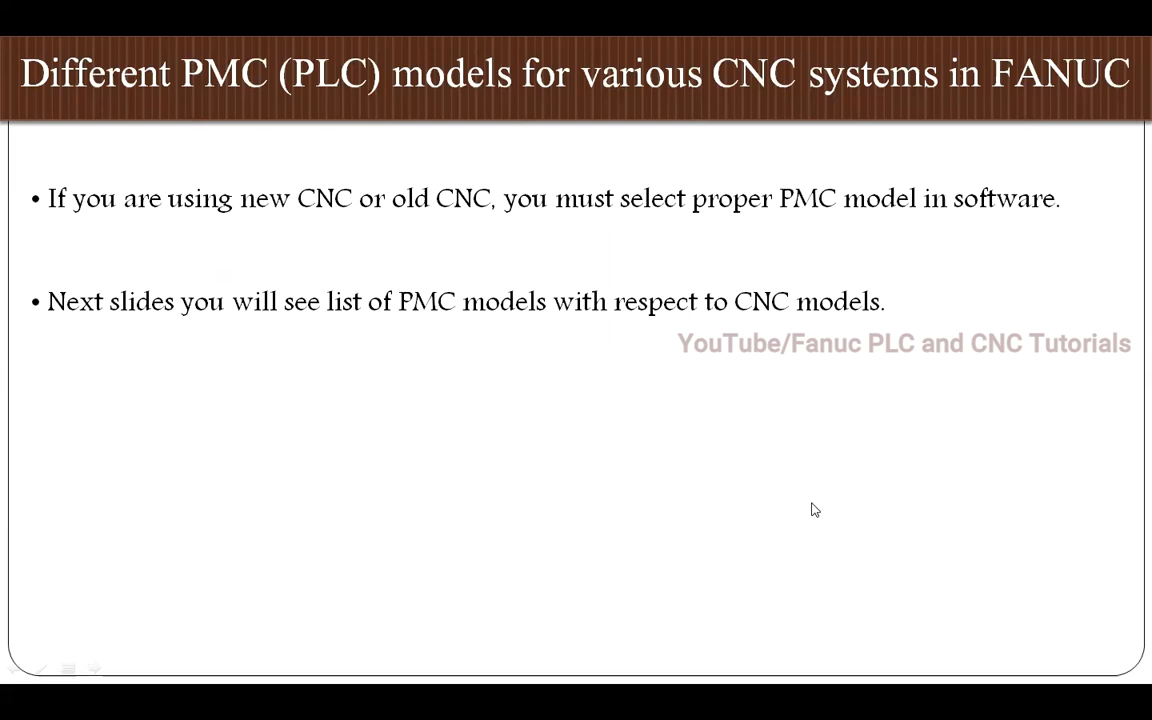 Different PMC (PLC) models for various CNC systems in FANUC
• If you are using new CNC or old CNC, you must select proper PMC model in software.
• Next slides you will see list of PMC models with respect to CNC models.
YouTube/Fanuc PLC and CNC Tutorials